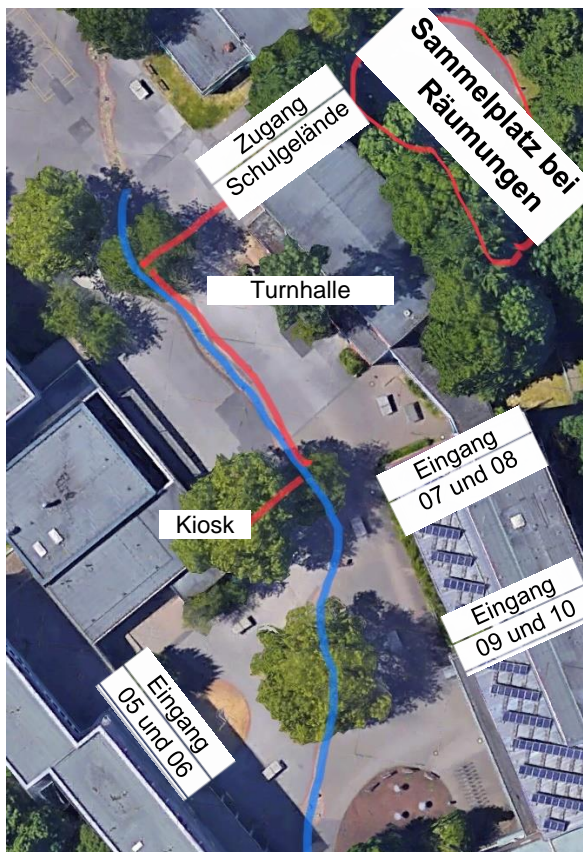 Sammelplatz bei
Räumungen
Zugang
Schulgelände
Turnhalle
Eingang
07 und 08
Kiosk
Eingang
09 und 10
Eingang
05 und 06